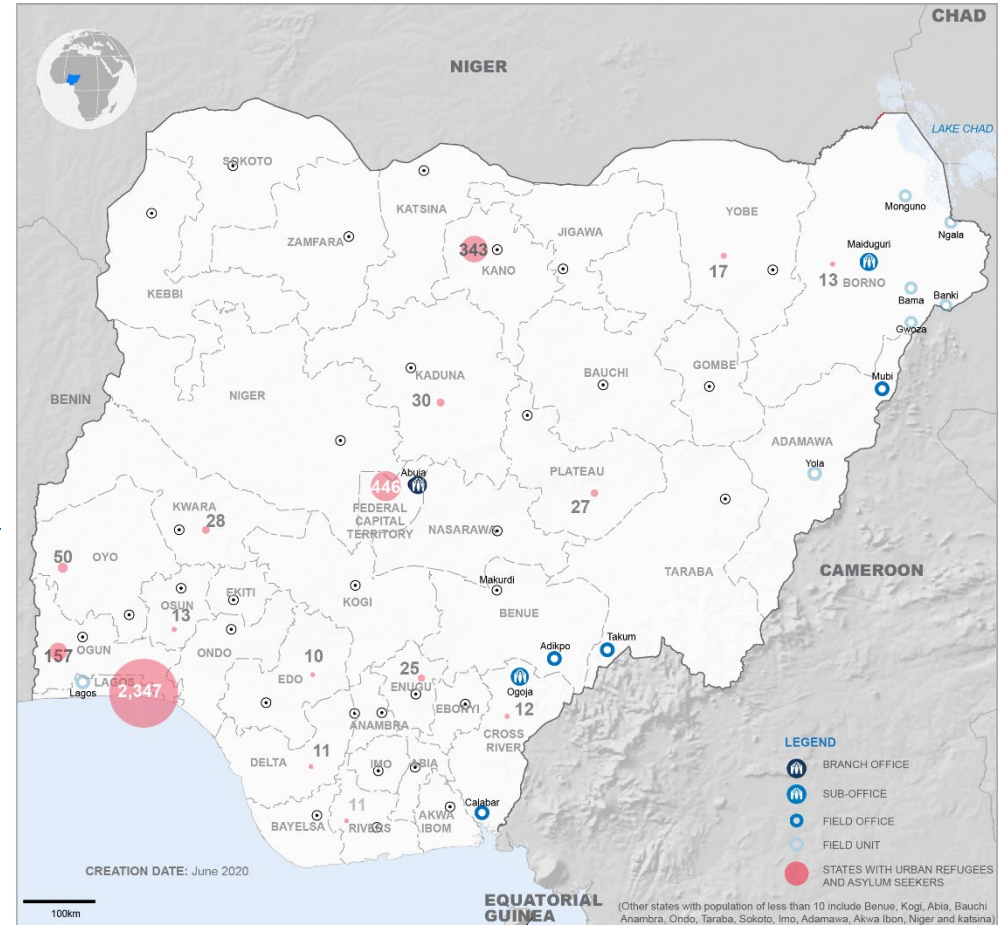 CHAD
NIGER
LAKE CHAD
SOKOTO
KATSINA
Monguno
YOBE
JIGAWA
Ngala
ZAMFARA
343
KANO
Maiduguri
17
13
BORNO
KEBBI
Bama
Banki
Gwoza
KADUNA
BAUCHI
GOMBE
Mubi
NIGER
BENIN
30
ADAMAWA
Abuja
PLATEAU
Yola
446
27
FEDERAL
CAPITAL
TERRITORY
KWARA
28
NASARAWA
50
OYO
TARABA
CAMEROON
Makurdi
KOGI
EKITI
OSUN
13
BENUE
Adikpo
Takum
OGUN
157
ONDO
10
EDO
25
ENUGU
Ogoja
LAGOS
Lagos
2,347
EBONYI
12
ANAMBRA
CROSS
RIVER
11
DELTA
IMO
ABIA
LEGEND
BRANCH OFFICE
SUB-OFFICE
FIELD OFFICE
FIELD UNIT
STATES WITH URBAN REFUGEES
AND ASYLUM SEEKERS
11
Calabar
BAYELSA
RIVERS
AKWA
IBOM
CREATION DATE: June 2020
100km
EQUATORIAL
GUINEA
(Other states with population of less than 10 include Benue, Kogi, Abia, Bauchi
Anambra, Ondo, Taraba, Sokoto, Imo, Adamawa, Akwa Ibon, Niger and katsina)